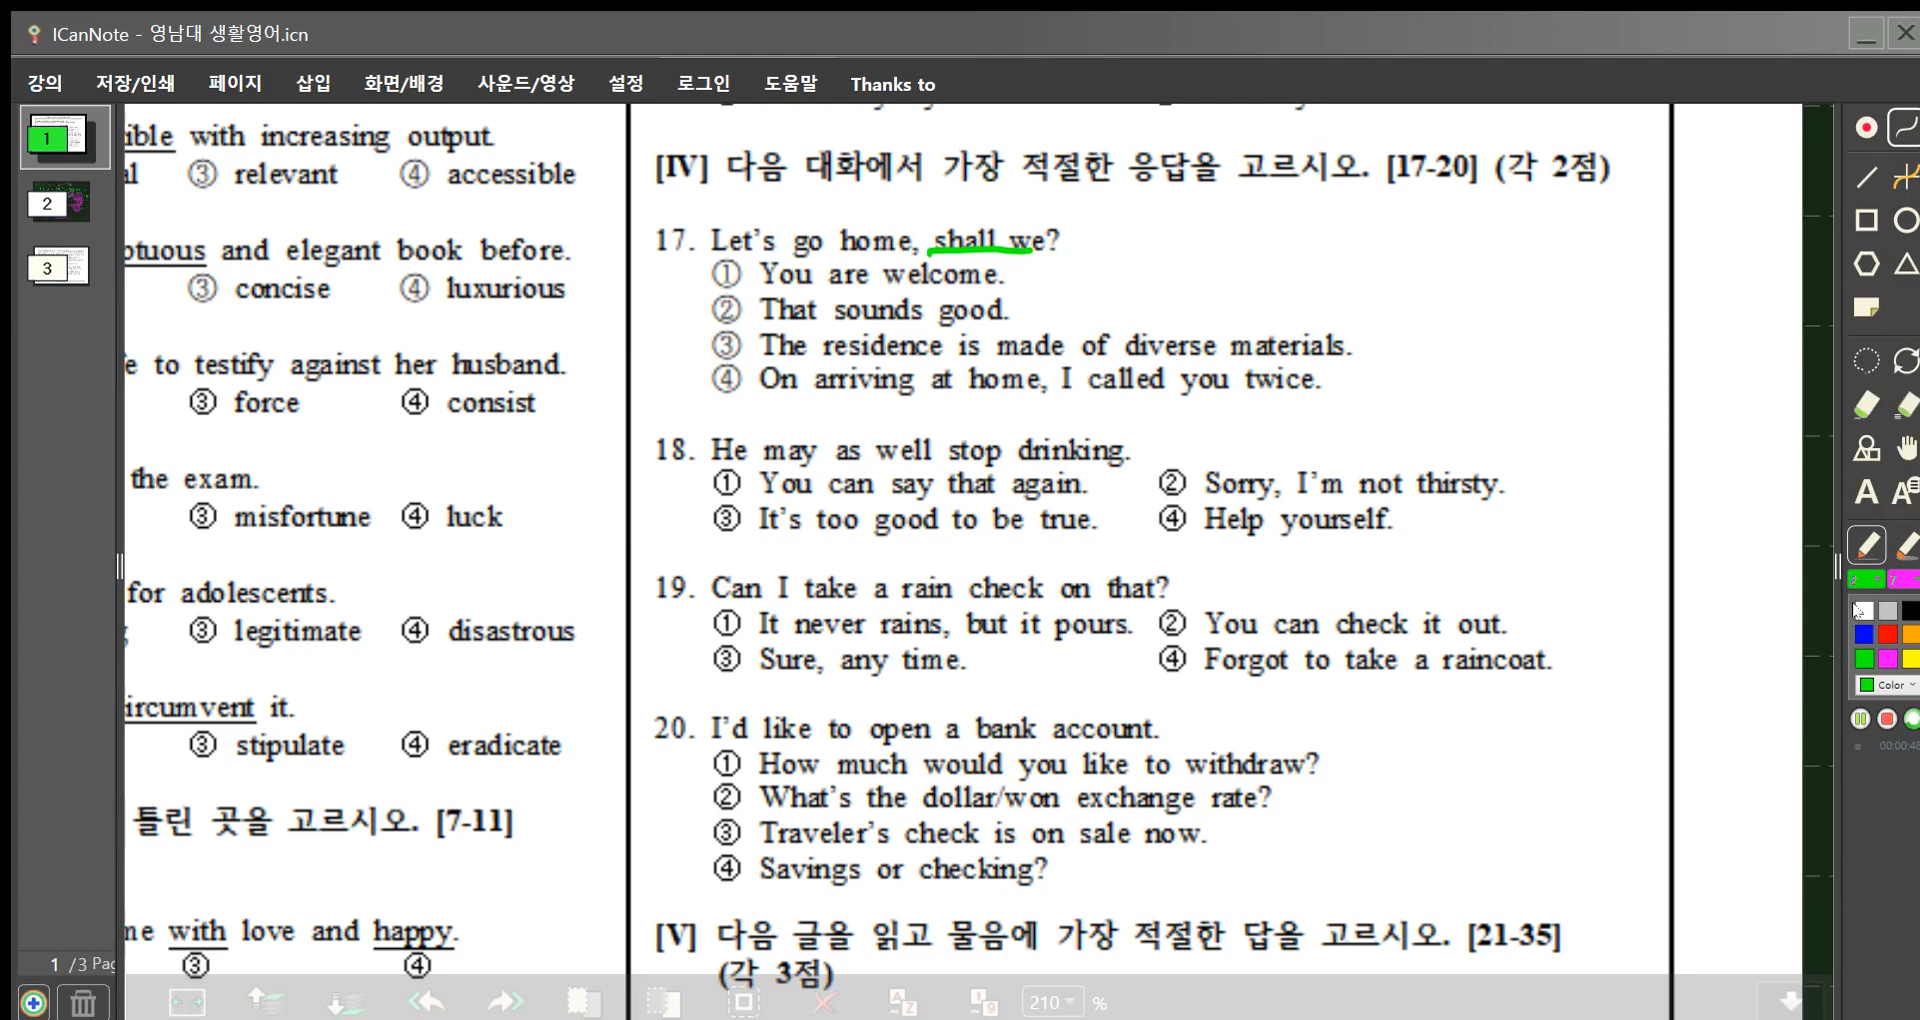 ICanNote - 영남대 생활영어.icn
강의 저장/인쇄 페이지 삽입 화면/배경 사운드/영상 설정 로그인 도움말 Thanks to
1
2
3
1 /3
ible with increasing output.
③ relevant ④ accessible
and elegant book before.
③ concise ④ luxurious
to testify against her husband.
③ force ④ consist
the exam.
③ misfortune ④ luck
for adolescents.
③ legitimate ④ disastrous
ircumvent it.
③ stipulate ④ eradicate
틀린 곳을 고르시오. [7-11]
with love and happy.
③ ④
[IV] 다음 대화에서 가장 적절한 응답을 고르시오. [17-20] (각 2점)
17. Let's go home, shall we?
① You are welcome.
② That sounds good.
③ The residence is made of diverse materials.
④ On arriving at home, I called you twice.
18. He may as well stop drinking.
① You can say that again. ② Sorry, I'm not thirsty.
③ It's too good to be true. ④ Help yourself.
19. Can I take a rain check on that?
① It never rains, but it pours. ② You can check it out.
③ Sure, any time. ④ Forgot to take a raincoat.
20. I'd like to open a bank account.
① How much would you like to withdraw?
② What's the dollar/won exchange rate?
③ Traveler's check is on sale now.
④ Savings or checking?
[V] 다음 글을 읽고 물음에 가장 적절한 답을 고르시오. [21-35]
(각 3점)
210 %
Color